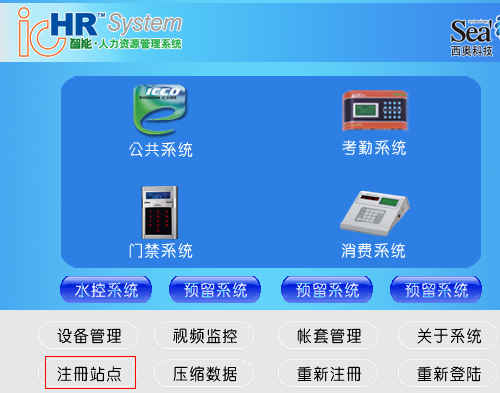 icHR™ System
智能·人力资源管理系统
Sea
西奥科技
公共系统
考勤系统
门禁系统
消费系统
水控系统 预留系统 预留系统 预留系统
设备管理 视频监控 帐套管理 关于系统
注冊站点 压缩数据 重新注冊 重新登陆